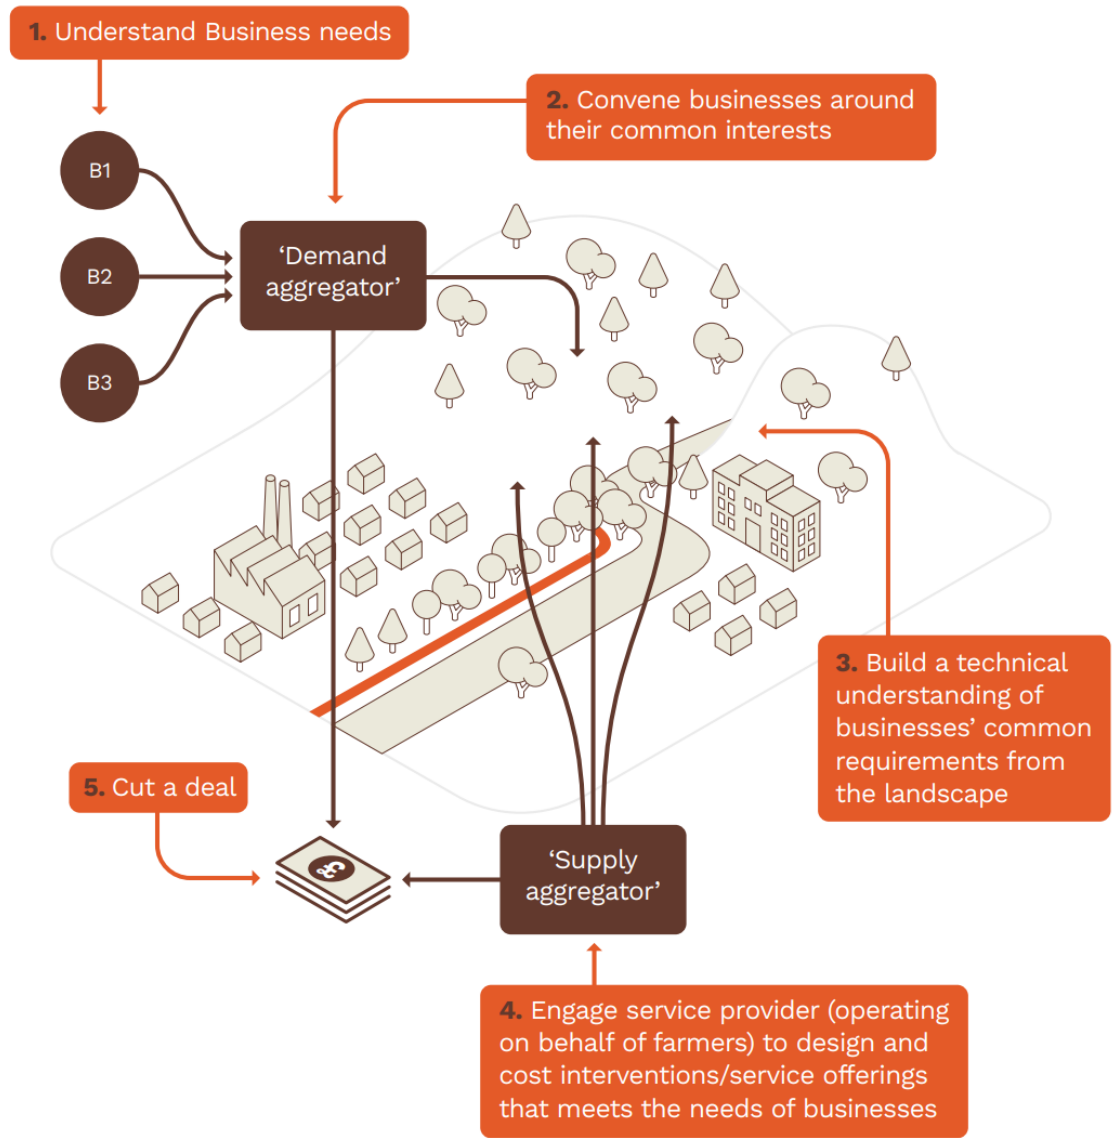 1. Understand Business needs
2. Convene businesses around
their common interests
B1
B2
B3
‘Demand
aggregator’
3. Build a technical
understanding of
businesses’ common
requirements from
the landscape
5. Cut a deal
£
‘Supply
aggregator’
4. Engage service provider (operating
on behalf of farmers) to design and
cost interventions/service offerings
that meets the needs of businesses